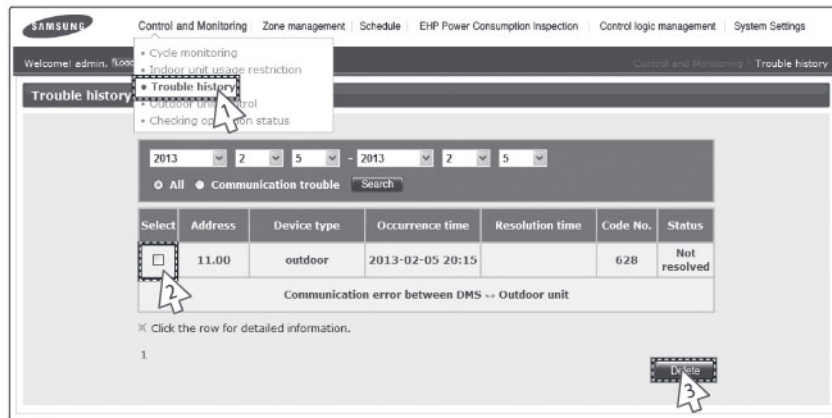 SAMSUNG
Control and Monitoring Zone management Schedule EHP Power Consumption Inspection Control logic management System Settings
Welcome! admin.
Control and Monitoring > Trouble history
• Cycle monitoring
• Indoor unit usage restriction
• Trouble history
• Outdoor unit control
• Checking operation status
Trouble history
1
2013 2 5 - 2013 2 5
All Communication trouble Search
Select Address Device type Occurrence time Resolution time Code No. Status
11.00 outdoor 2013-02-05 20:15 628 Not resolved
2
Communication error between DMS ↔ Outdoor unit
※ Click the row for detailed information.
1
Delete
3